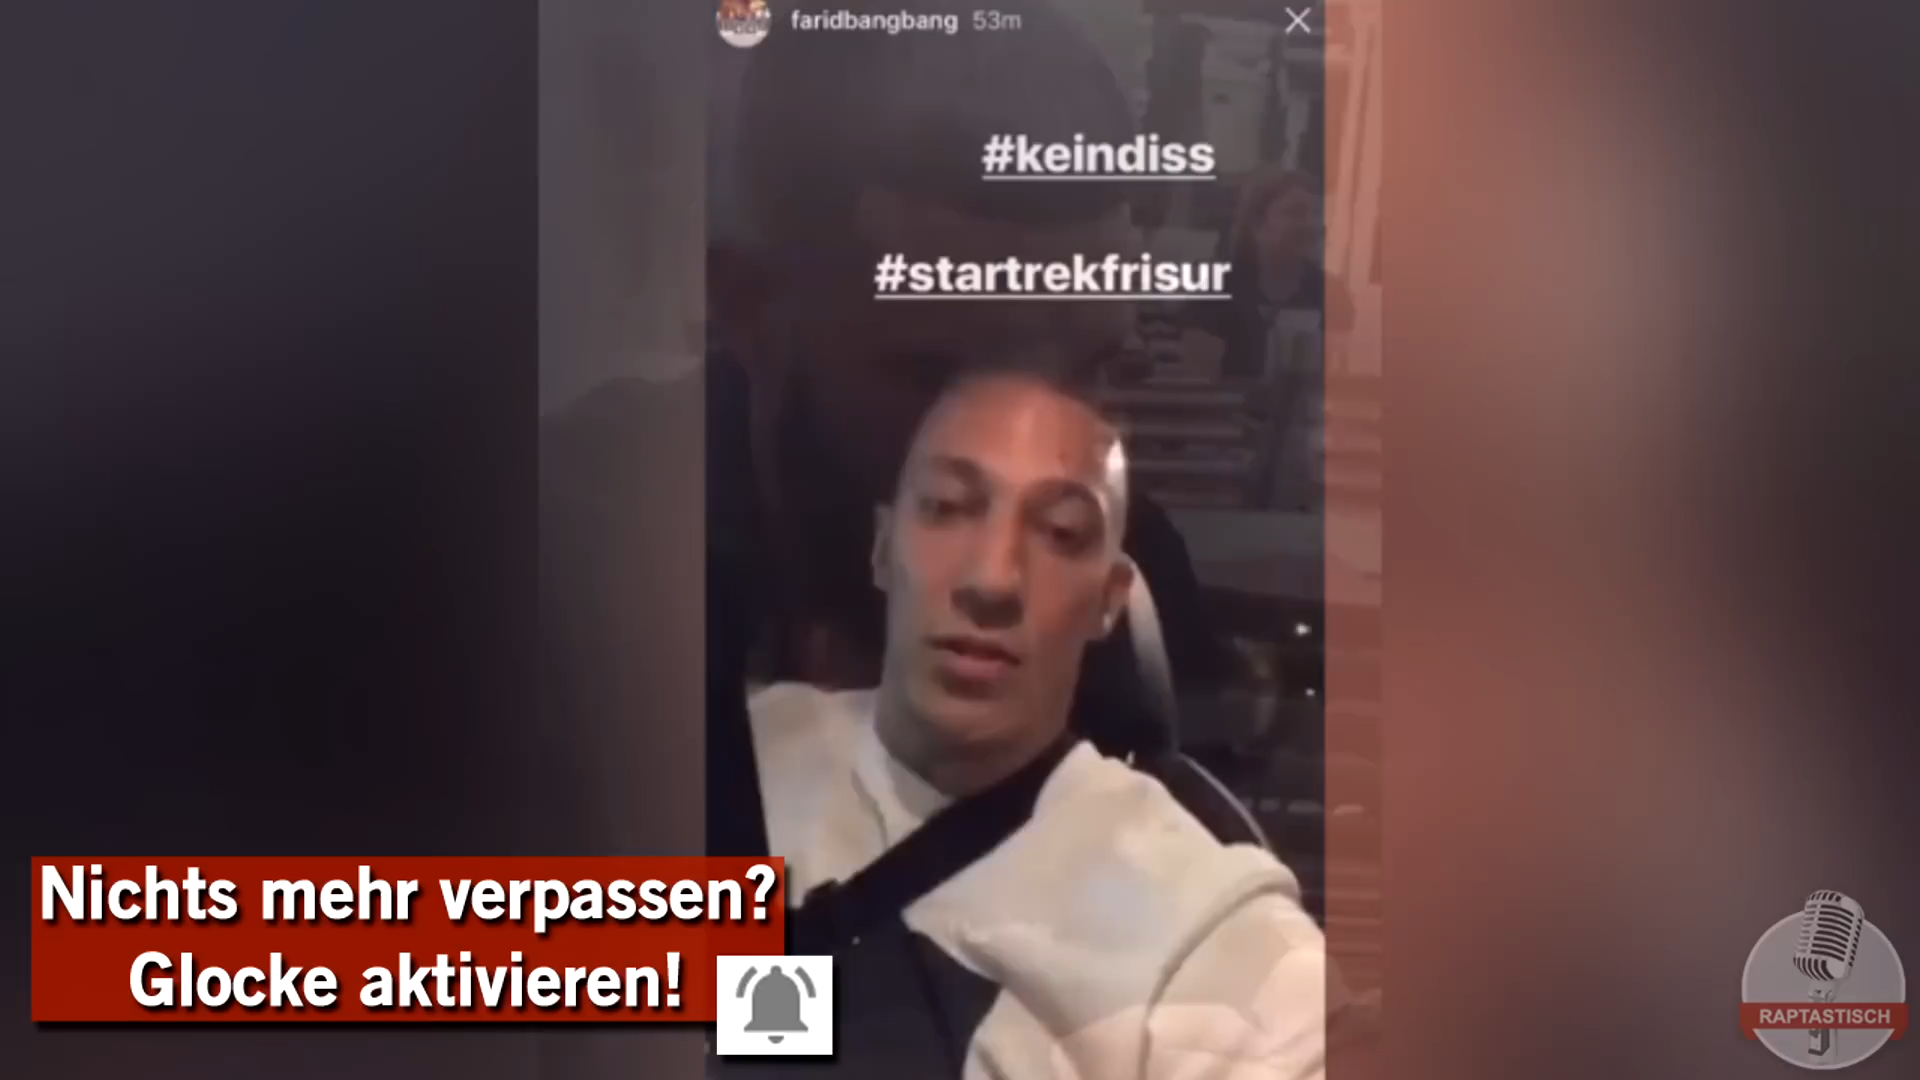 faridbangbang 53m
#keindiss
#startrekfrisur
Nichts mehr verpassen?
Glocke aktivieren!
RAPTASTISCH